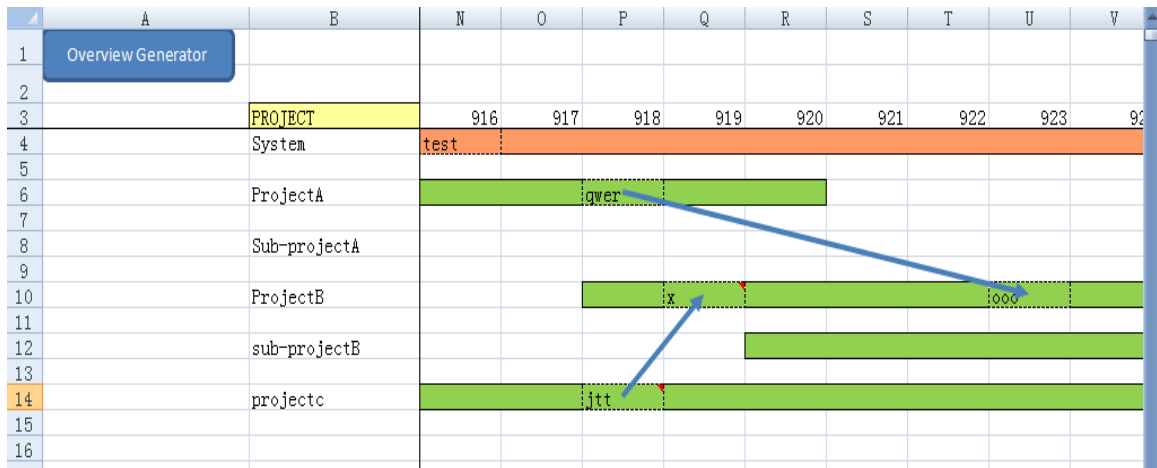 A B N O P Q R S T U V
1 Overview Generator
2
3 PROJECT 916 917 918 919 920 921 922 923 92
4 System test
5
6 ProjectA qwer
7
8 Sub-projectA
9
10 ProjectB x ooo
11
12 sub-projectB
13
14 projectc jtt
15
16